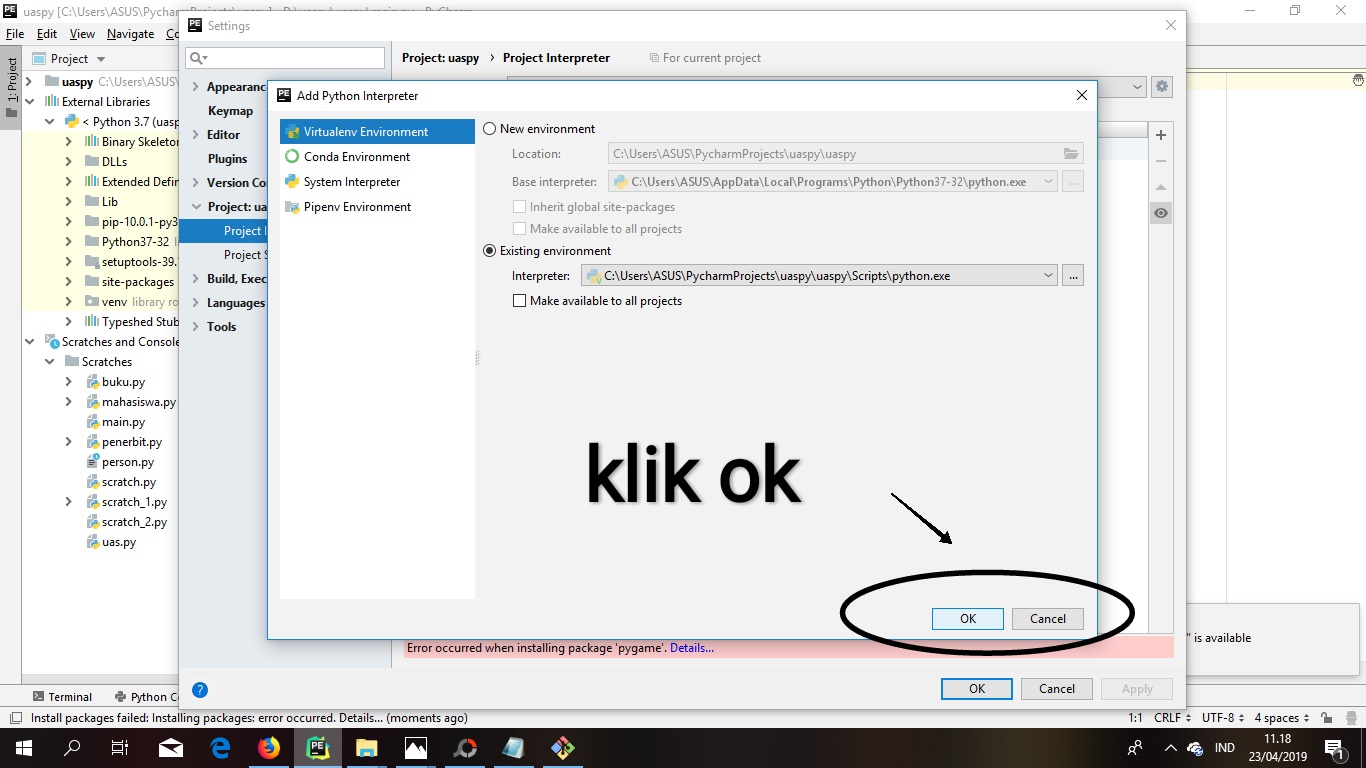 uaspy [C:\Users\ASUS\Pycharm
Settings
File Edit View Navigate
Project
1: Project
Project: uaspy › Project Interpreter For current project
uaspy C:\Users\ASUS\
External Libraries
< Python 3.7 (uasp
Binary Skeletor
DLLs
Extended Defin
Lib
pip-10.0.1-py3
Python37-32
setuptools-39.
site-packages
venv library ro
Typeshed Stub
Scratches and Console
Scratches
buku.py
mahasiswa.py
main.py
penerbit.py
person.py
scratch.py
scratch_1.py
scratch_2.py
uas.py
Appearanc
Keymap
Editor
Plugins
Version Co
Project: ua
Project I
Project S
Build, Exec
Languages
Tools
Add Python Interpreter
Virtualenv Environment
Conda Environment
System Interpreter
Pipenv Environment
New environment
Location: C:\Users\ASUS\PycharmProjects\uaspy\uaspy
Base interpreter: C:\Users\ASUS\AppData\Local\Programs\Python\Python37-32\python.exe ...
Inherit global site-packages
Make available to all projects
Existing environment
Interpreter: C:\Users\ASUS\PycharmProjects\uaspy\uaspy\Scripts\python.exe ...
Make available to all projects
klik ok
OK Cancel
" is available
Error occurred when installing package 'pygame'. Details...
? OK Cancel Apply
Terminal Python C
Install packages failed: Installing packages: error occurred. Details... (moments ago) 1:1 CRLF UTF-8 4 spaces
IND
11.18
23/04/2019
1